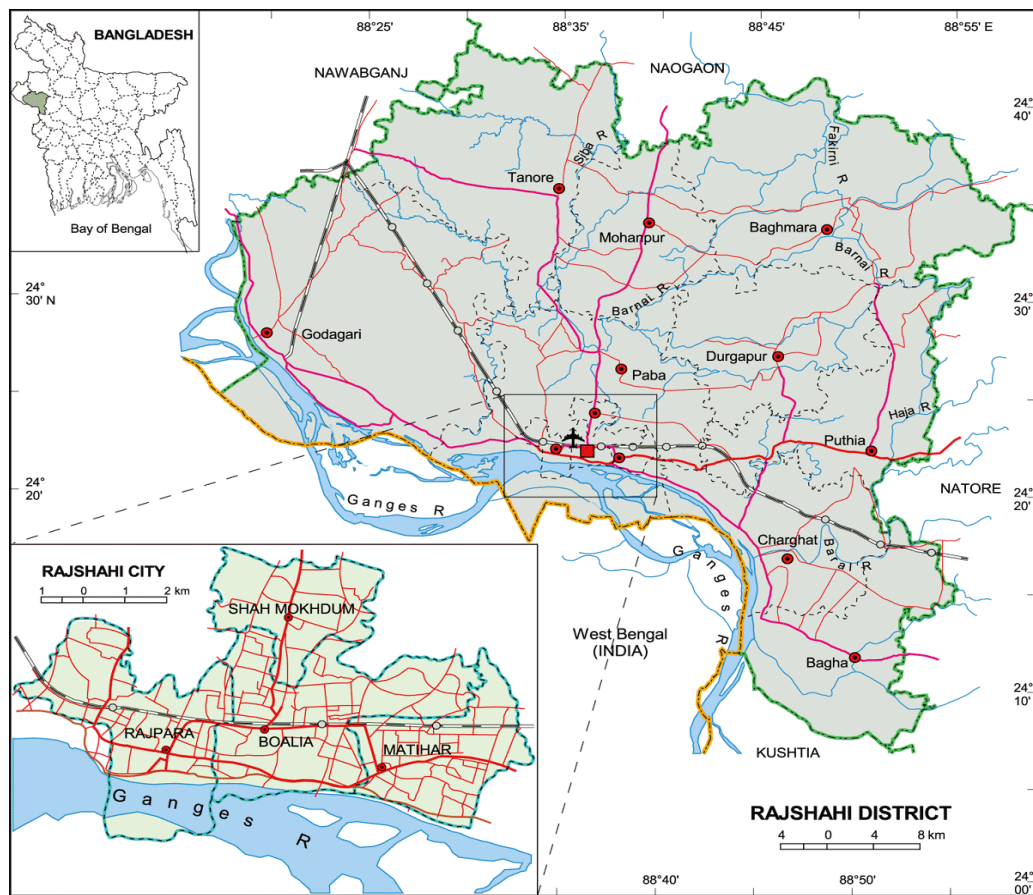 88°25'
88°35'
88°45'
88°55' E
BANGLADESH
Bay of Bengal
NAWABGANJ
NAOGAON
24°
40'
Siba R
Fakirni R
Tanore
Mohanpur
Baghmara
Barnai R
24°
30' N
24°
30'
Barnai R
Godagari
Durgapur
Paba
Haja R
Puthia
24°
20'
NATORE
24°
20'
Ganges R
Charghat
Baral R
Ganges R
RAJSHAHI CITY
1 0 1 2 km
SHAH MOKHDUM
West Bengal
(INDIA)
Bagha
24°
10'
RAJPARA
BOALIA
MATIHAR
KUSHTIA
Ganges R
RAJSHAHI DISTRICT
4 0 4 8 km
88°40'
88°50'
24°
00'